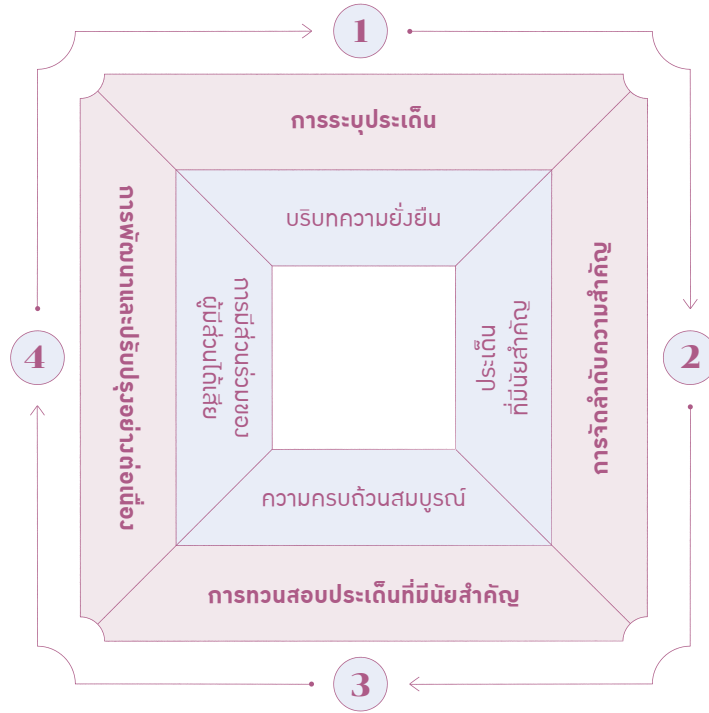 1
การระบุประเด็น
บริบทความยั่งยืน
2
การจัดลำดับความสำคัญ
ประเด็น
ที่มีนัยสำคัญ
3
การทวนสอบประเด็นที่มีนัยสำคัญ
ความครบถ้วนสมบูรณ์
4
การพัฒนาและปรับปรุงอย่างต่อเนื่อง
การมีส่วนร่วมของ
ผู้มีส่วนได้เสีย